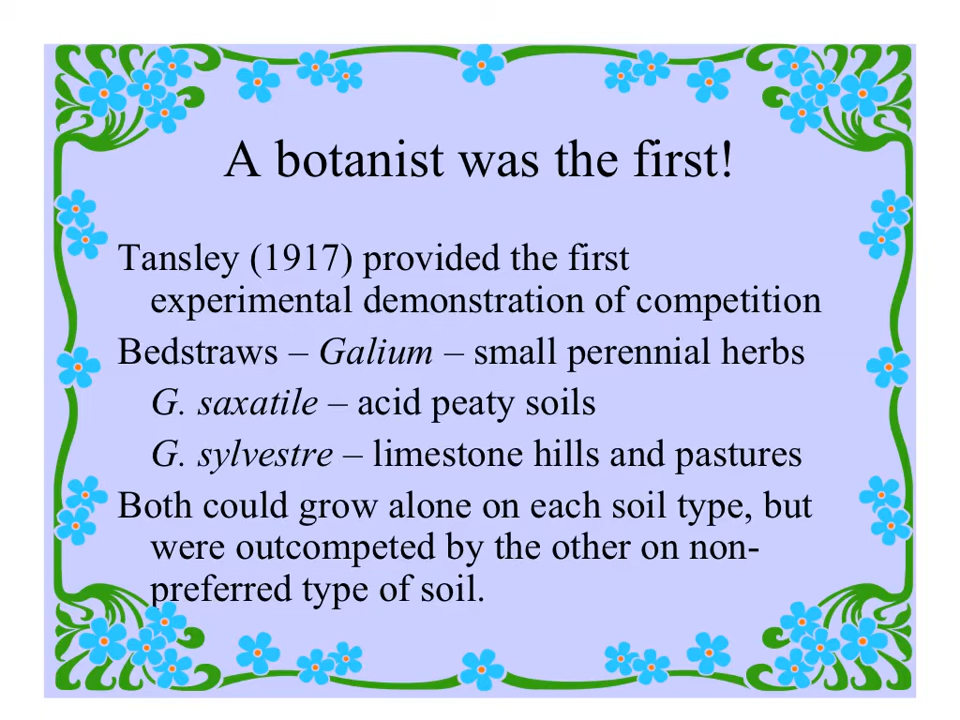 A botanist was the first!
Tansley (1917) provided the first
experimental demonstration of competition
Bedstraws – Galium – small perennial herbs
G. saxatile – acid peaty soils
G. sylvestre – limestone hills and pastures
Both could grow alone on each soil type, but
were outcompeted by the other on non-
preferred type of soil.